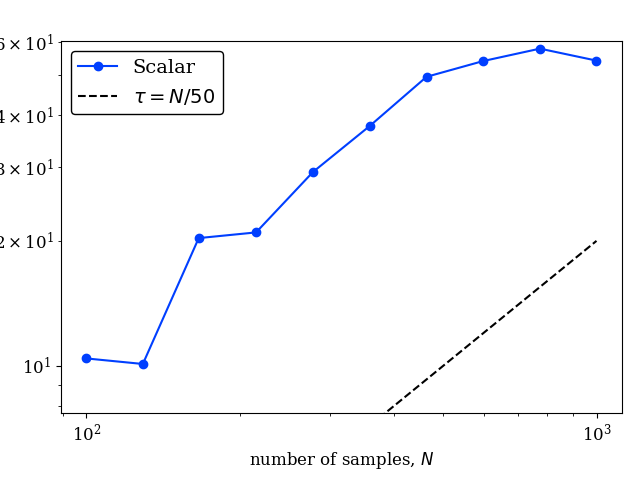 6 × 10¹
4 × 10¹
3 × 10¹
2 × 10¹
10¹
Scalar
τ = N/50
10²
10³
number of samples, N